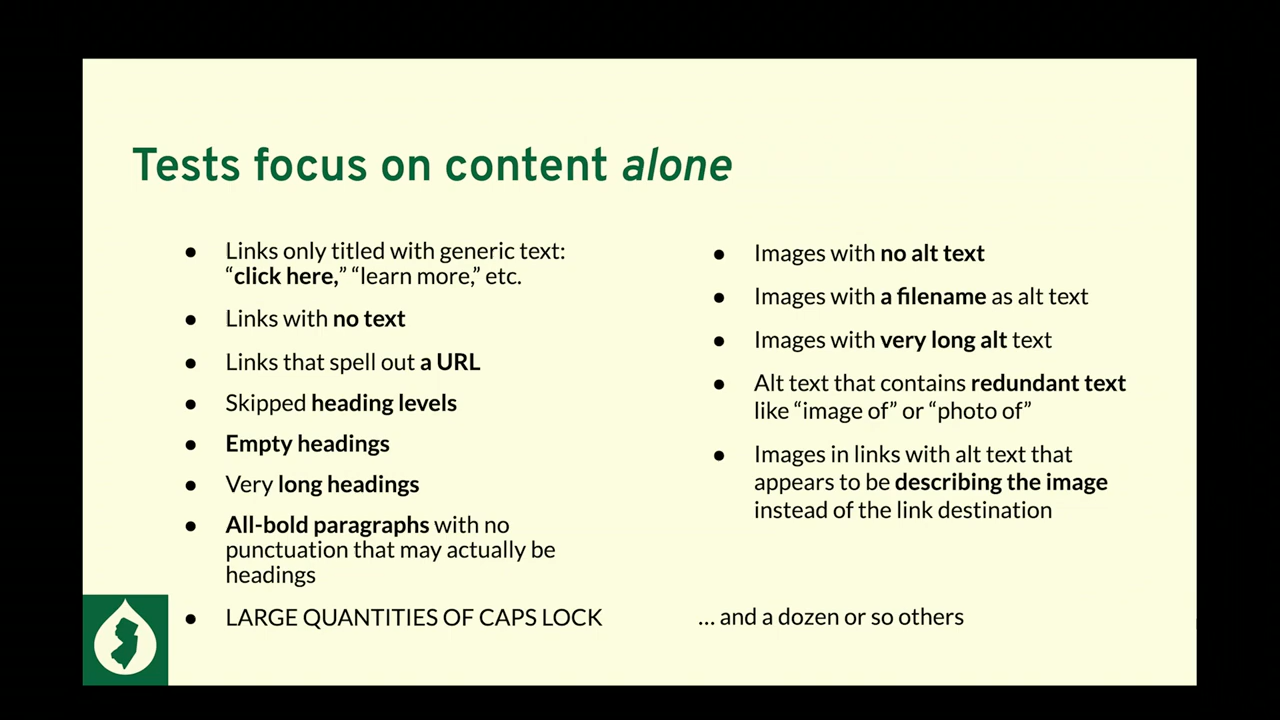 Tests focus on content alone
● Links only titled with generic text:
“click here,” “learn more,” etc.
● Links with no text
● Links that spell out a URL
● Skipped heading levels
● Empty headings
● Very long headings
● All-bold paragraphs with no
punctuation that may actually be
headings
● LARGE QUANTITIES OF CAPS LOCK
● Images with no alt text
● Images with a filename as alt text
● Images with very long alt text
● Alt text that contains redundant text
like “image of” or “photo of”
● Images in links with alt text that
appears to be describing the image
instead of the link destination
... and a dozen or so others